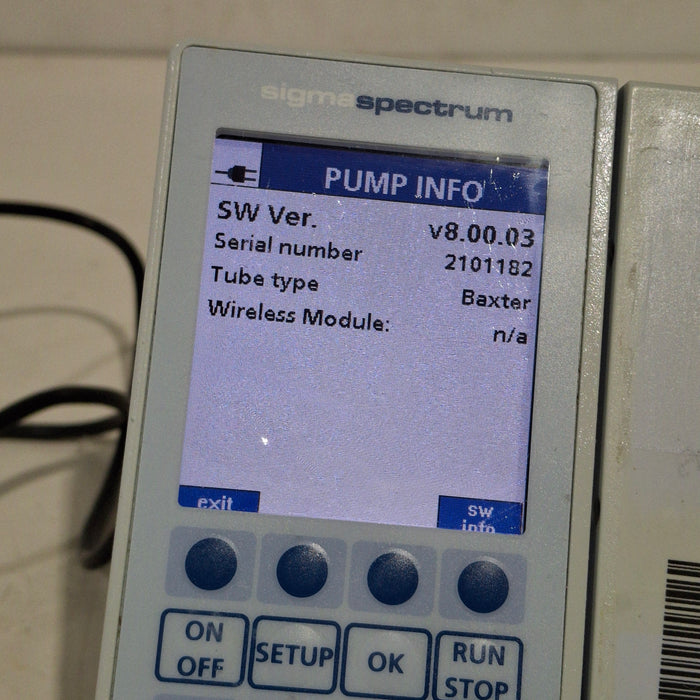 sigmaspectrum
PUMP INFO
SW Ver. v8.00.03
Serial number 2101182
Tube type Baxter
Wireless Module: n/a
exit
sw
info
ON
OFF
SETUP
OK
RUN
STOP